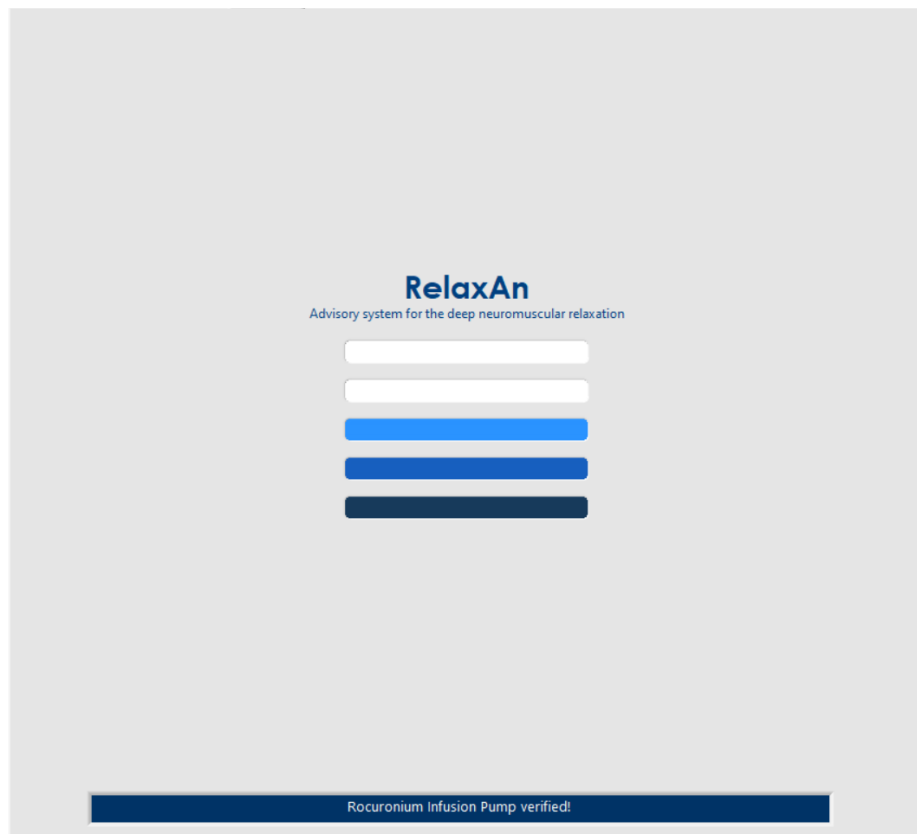 RelaxAn
Advisory system for the deep neuromuscular relaxation
Rocuronium Infusion Pump verified!